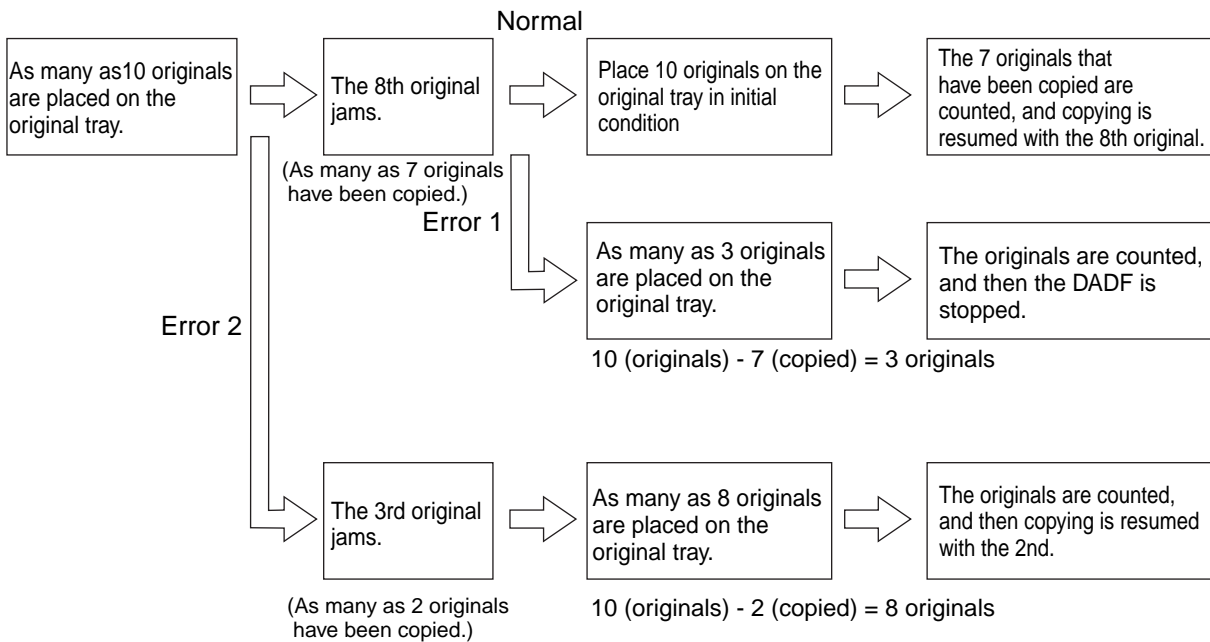 Normal
As many as10 originals
are placed on the
original tray.
The 8th original
jams.
(As many as 7 originals
have been copied.)
Place 10 originals on the
original tray in initial
condition
The 7 originals that
have been copied are
counted, and copying is
resumed with the 8th original.
Error 1
As many as 3 originals
are placed on the
original tray.
10 (originals) - 7 (copied) = 3 originals
The originals are counted,
and then the DADF is
stopped.
Error 2
The 3rd original
jams.
(As many as 2 originals
have been copied.)
As many as 8 originals
are placed on the
original tray.
10 (originals) - 2 (copied) = 8 originals
The originals are counted,
and then copying is resumed
with the 2nd.